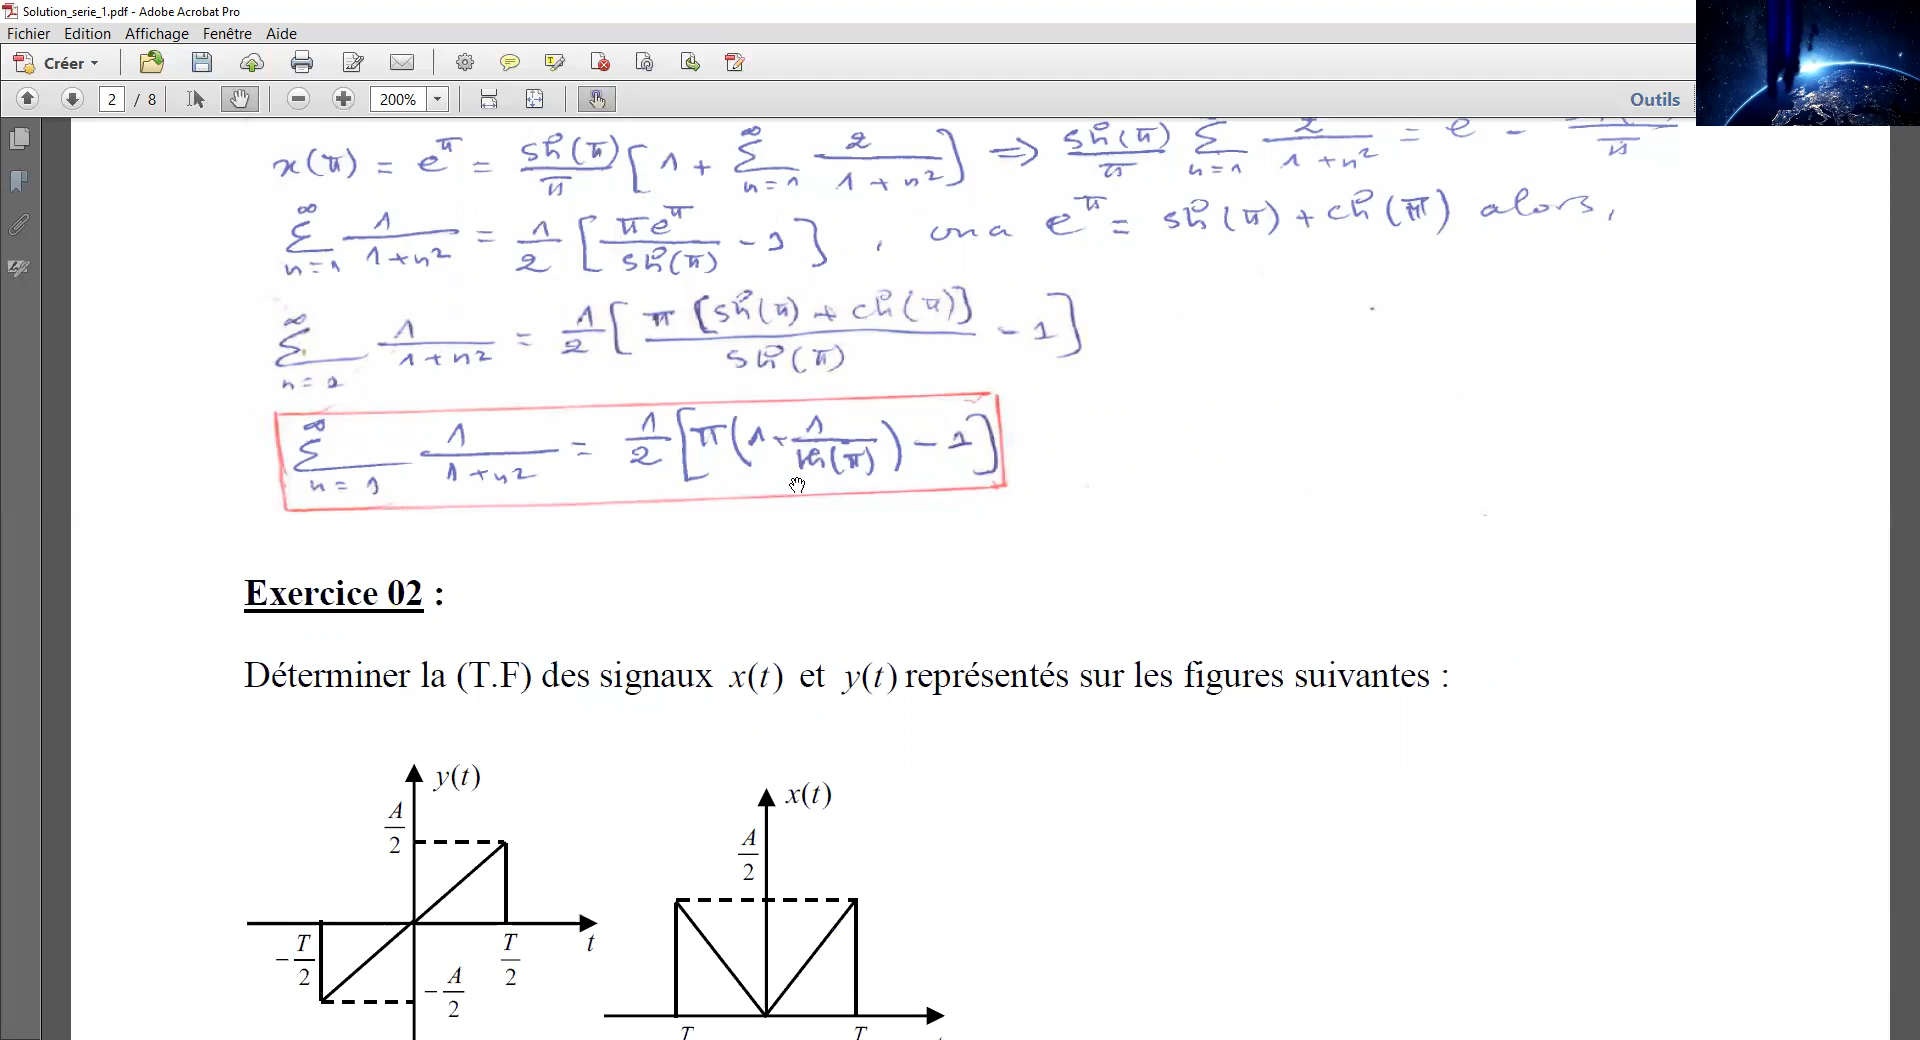 Solution_serie_1.pdf - Adobe Acrobat Pro
Fichier Edition Affichage Fenêtre Aide
Créer
2 / 8 200% Outils
x(π) = e^π = sh(π)/π [1 + Σ_{n=1}^{∞} 2/(1+n²)] => sh(π)/π Σ_{n=1} 2/(1+n²) = e -
Σ_{n=1}^{∞} 1/(1+n²) = 1/2 [πe^π/sh(π) - 1], on a e^π = sh(π) + ch(π) alors,
Σ_{n=1}^{∞} 1/(1+n²) = 1/2 [π [sh(π) + ch(π)]/sh(π) - 1]
Σ_{n=1}^{∞} 1/(1+n²) = 1/2 [π(1 + 1/th(π)) - 1]
Exercice 02 :
Déterminer la (T.F) des signaux x(t) et y(t) représentés sur les figures suivantes :
y(t)
A/2
-T/2
T/2
t
-A/2
x(t)
A/2
T
T